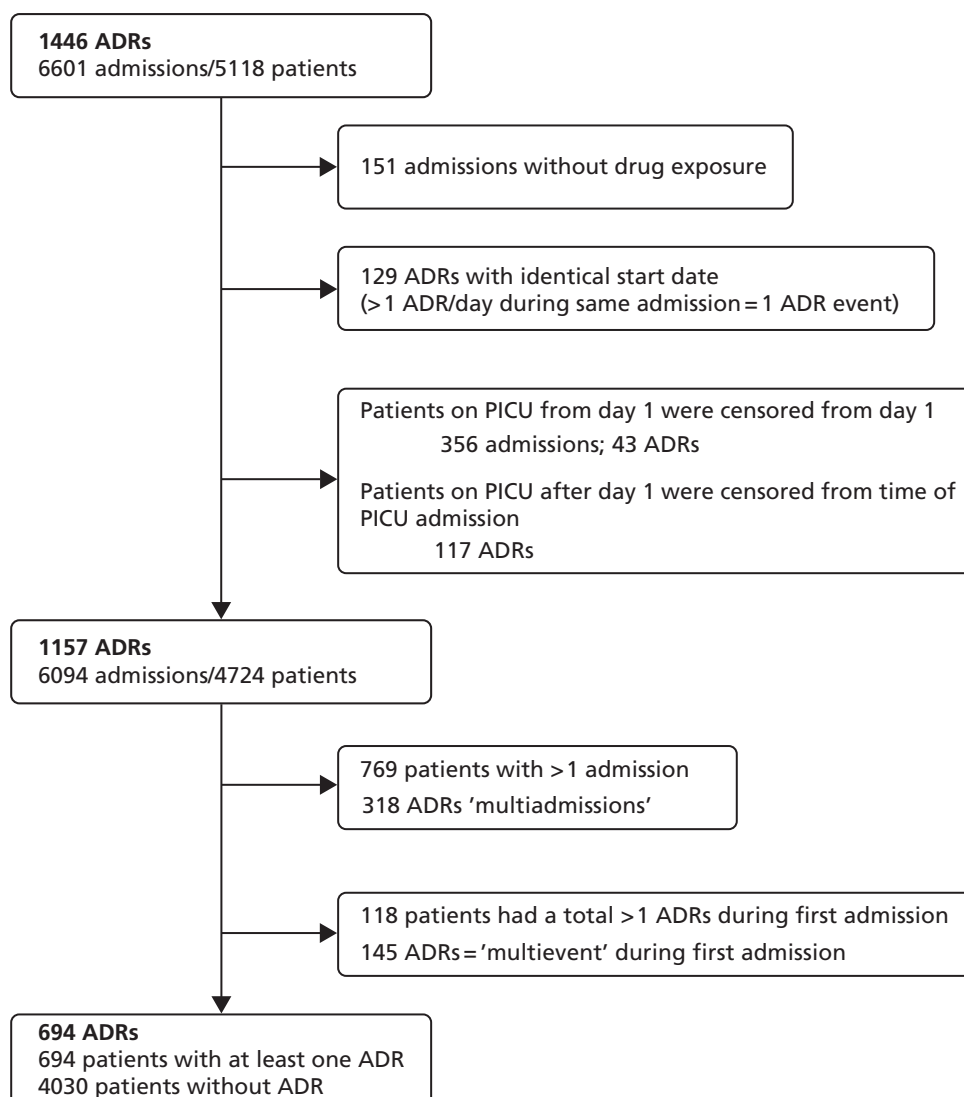 1446 ADRs
6601 admissions/5118 patients
151 admissions without drug exposure
129 ADRs with identical start date
(>1 ADR/day during same admission=1 ADR event)
Patients on PICU from day 1 were censored from day 1
356 admissions; 43 ADRs
Patients on PICU after day 1 were censored from time of
PICU admission
117 ADRs
1157 ADRs
6094 admissions/4724 patients
769 patients with >1 admission
318 ADRs 'multiadmissions'
118 patients had a total >1 ADRs during first admission
145 ADRs='multievent' during first admission
694 ADRs
694 patients with at least one ADR
4030 patients without ADR